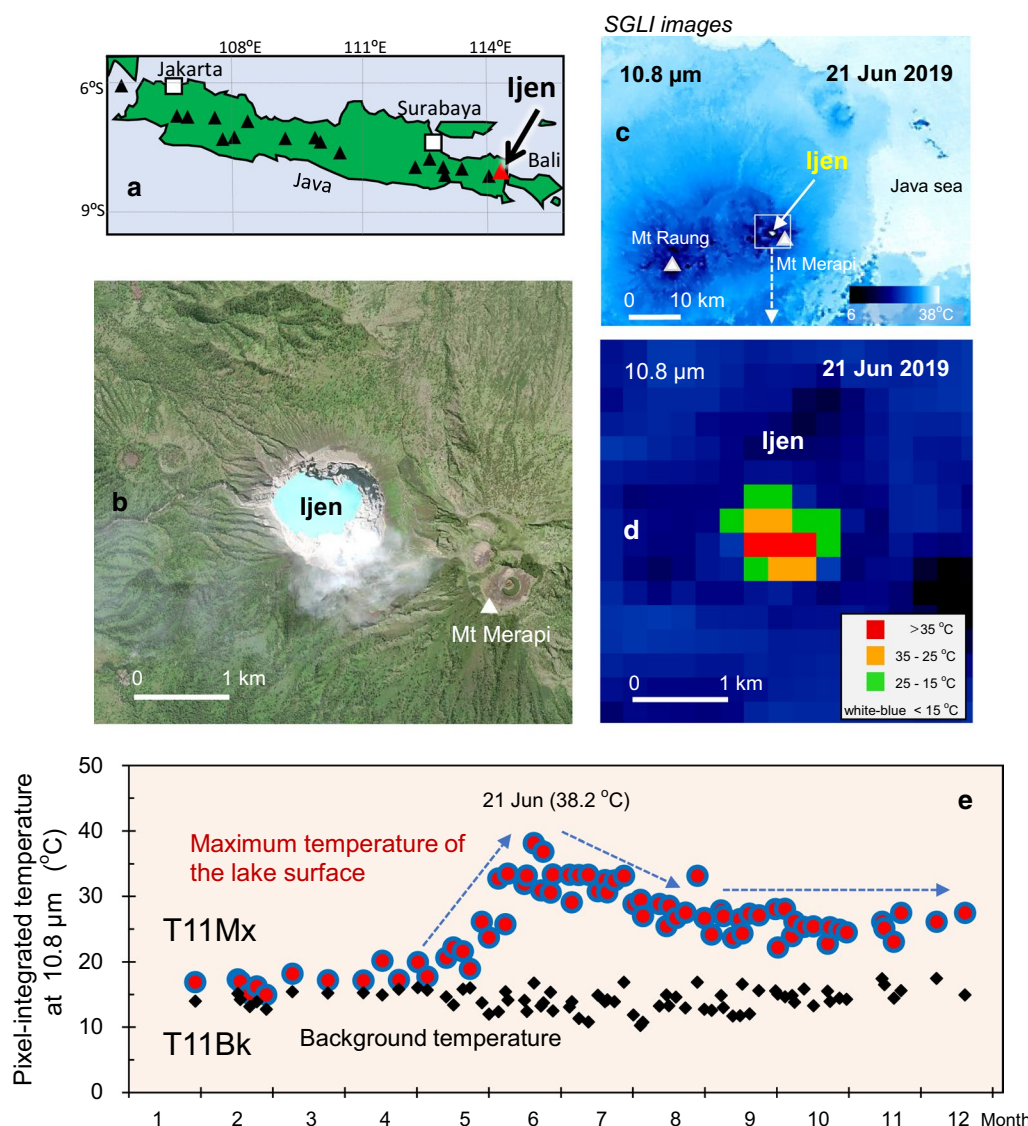 SGLI images
108°E 111°E 114°E
6°S
9°S
Jakarta
Ijen
Surabaya
Bali
Java
a
10.8 µm 21 Jun 2019
c
Ijen
Java sea
Mt Raung
Mt Merapi
0 10 km
6 38°C
b
Ijen
Mt Merapi
0 1 km
10.8 µm 21 Jun 2019
Ijen
d
>35 °C
35 - 25 °C
25 - 15 °C
white-blue < 15 °C
0 1 km
Pixel-integrated temperature
at 10.8 µm (°C)
50
40
30
20
10
0
e
21 Jun (38.2 °C)
Maximum temperature of
the lake surface
T11Mx
T11Bk
Background temperature
1 2 3 4 5 6 7 8 9 10 11 12 Month